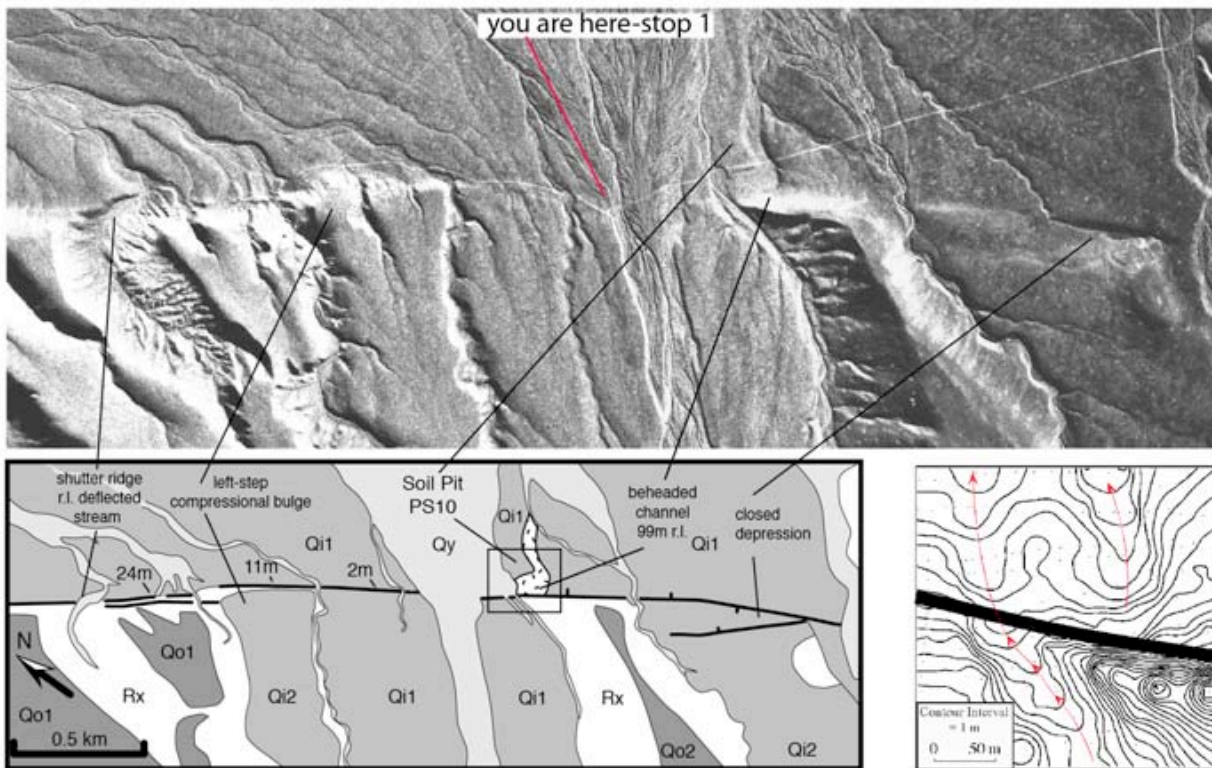 you are here-stop 1
shutter ridge
r.l. deflected
stream
left-step
compressional bulge
Soil Pit
PS10
beheaded
channel
99m r.l.
closed
depression
24m
11m
2m
Qi1
Qy
Qi1
Qi1
N
Qo1
Rx
Qo1
Qi2
Qi1
Qi1
Rx
Qo2
Qi2
0.5 km
Contour Interval
= 1 m
0 50 m